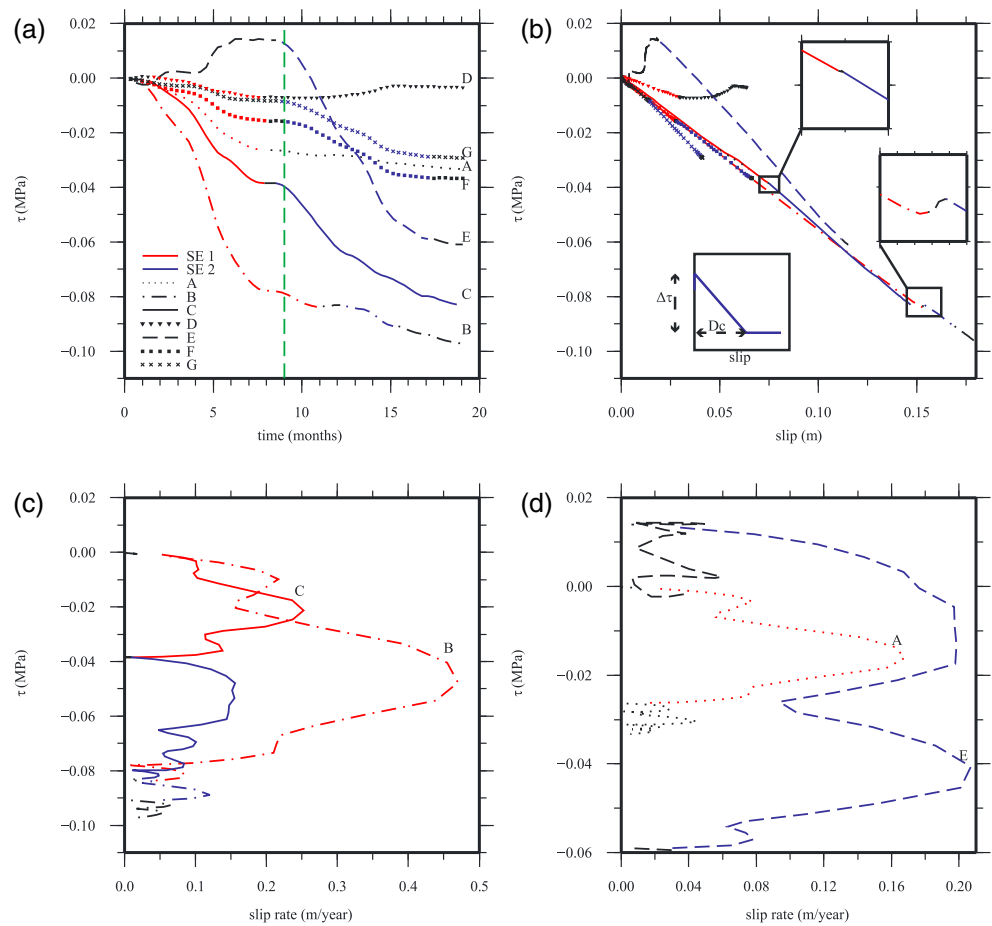 (a)
0.02
0.00
−0.02
−0.04
−0.06
−0.08
−0.10
τ (MPa)
0
5
10
15
20
time (months)
SE 1
SE 2
A
B
C
D
E
F
G
D
G
A
F
E
C
B
(b)
0.02
0.00
−0.02
−0.04
−0.06
−0.08
−0.10
τ (MPa)
0.00
0.05
0.10
0.15
slip (m)
Δτ
Dc
slip
(c)
0.02
0.00
−0.02
−0.04
−0.06
−0.08
−0.10
τ (MPa)
0.0
0.1
0.2
0.3
0.4
0.5
slip rate (m/year)
C
B
(d)
0.02
0.00
−0.02
−0.04
−0.06
τ (MPa)
0.00
0.04
0.08
0.12
0.16
0.20
slip rate (m/year)
A
E